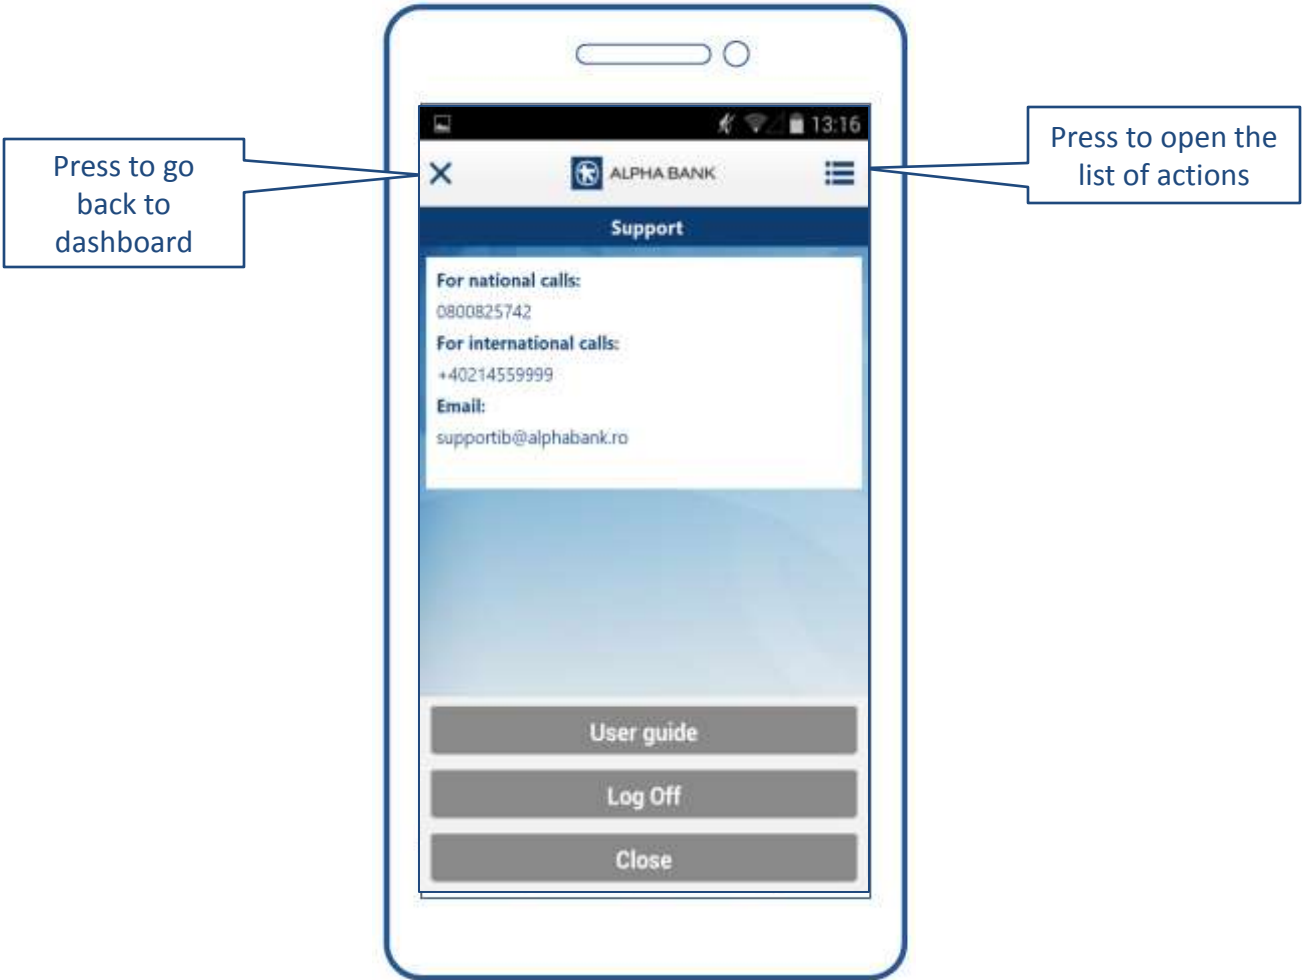 13:16
Press to go
back to
dashboard
ALPHA BANK
Press to open the
list of actions
Support
For national calls:
0800825742
For international calls:
+40214559999
Email:
supportib@alphabank.ro
User guide
Log Off
Close